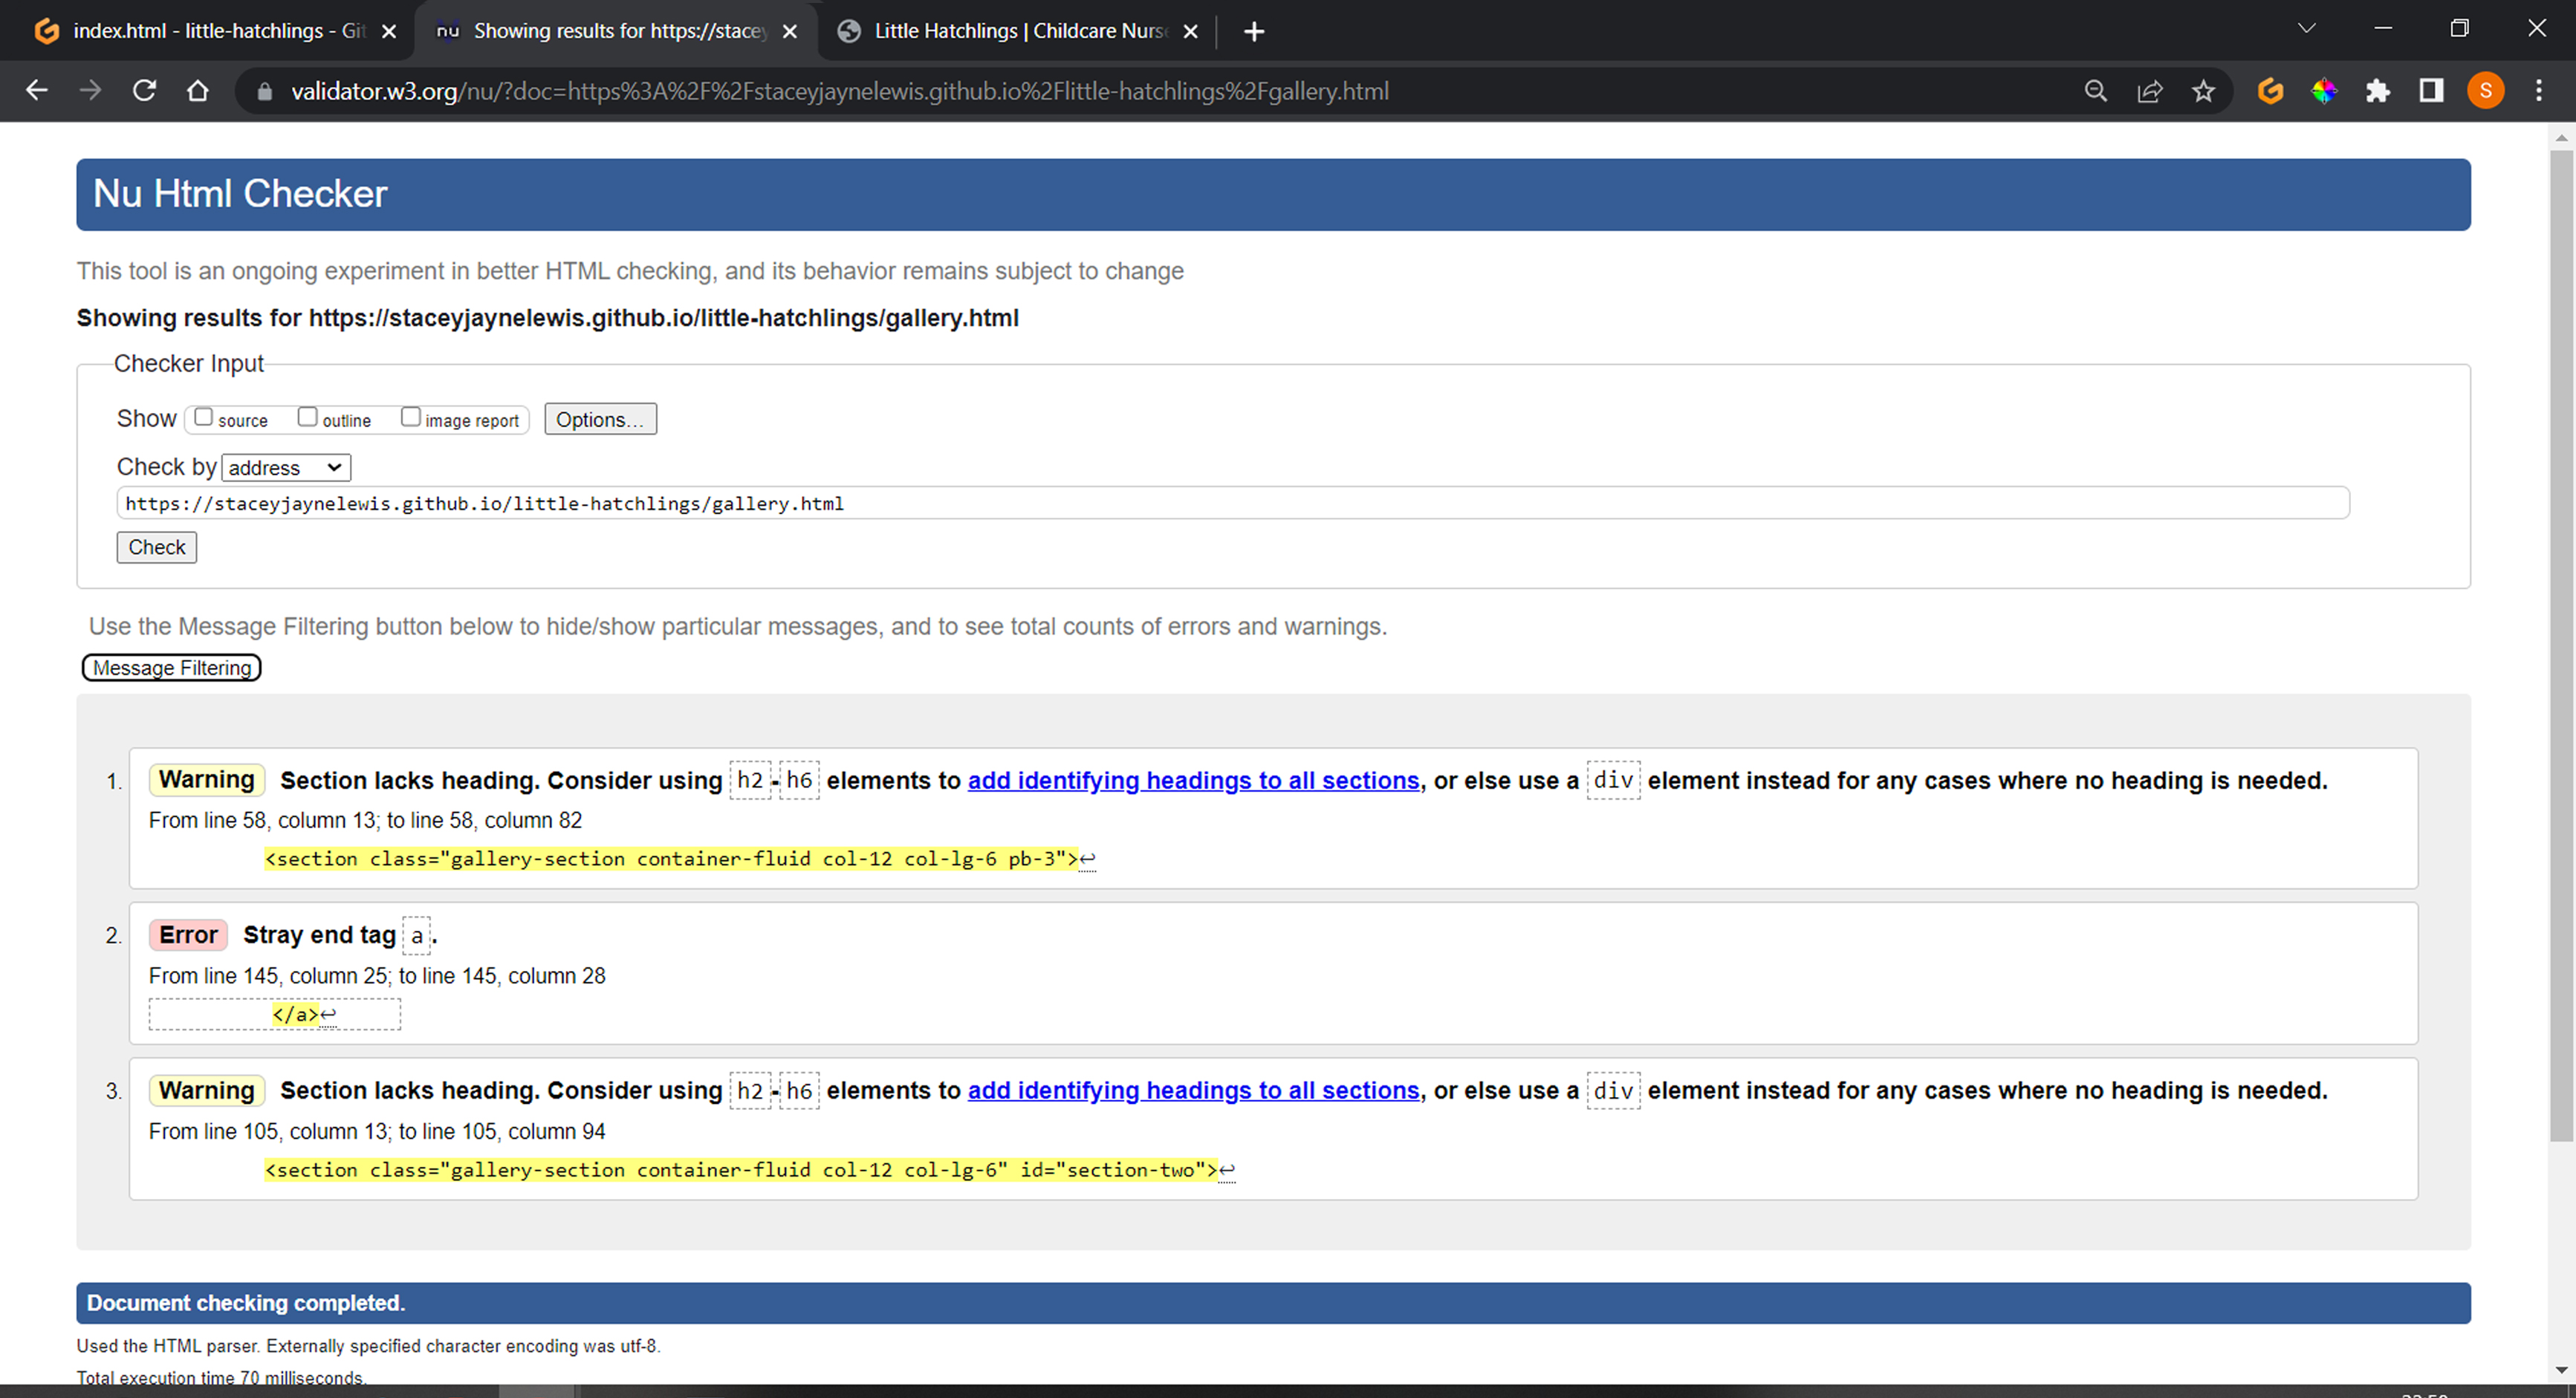 index.html - little-hatchlings - Git
Showing results for https://stacey
Little Hatchlings | Childcare Nurse
validator.w3.org/nu/?doc=https%3A%2F%2Fstaceyjaynelewis.github.io%2Flittle-hatchlings%2Fgallery.html
S
Nu Html Checker
This tool is an ongoing experiment in better HTML checking, and its behavior remains subject to change
Showing results for https://staceyjaynelewis.github.io/little-hatchlings/gallery.html
Checker Input
Show source outline image report Options...
Check by address
https://staceyjaynelewis.github.io/little-hatchlings/gallery.html
Check
Use the Message Filtering button below to hide/show particular messages, and to see total counts of errors and warnings.
Message Filtering
1. Warning Section lacks heading. Consider using h2-h6 elements to add identifying headings to all sections, or else use a div element instead for any cases where no heading is needed.
From line 58, column 13; to line 58, column 82
<section class="gallery-section container-fluid col-12 col-lg-6 pb-3">↩
2. Error Stray end tag a.
From line 145, column 25; to line 145, column 28
</a>↩
3. Warning Section lacks heading. Consider using h2-h6 elements to add identifying headings to all sections, or else use a div element instead for any cases where no heading is needed.
From line 105, column 13; to line 105, column 94
<section class="gallery-section container-fluid col-12 col-lg-6" id="section-two">↩
Document checking completed.
Used the HTML parser. Externally specified character encoding was utf-8.
Total execution time 70 milliseconds.